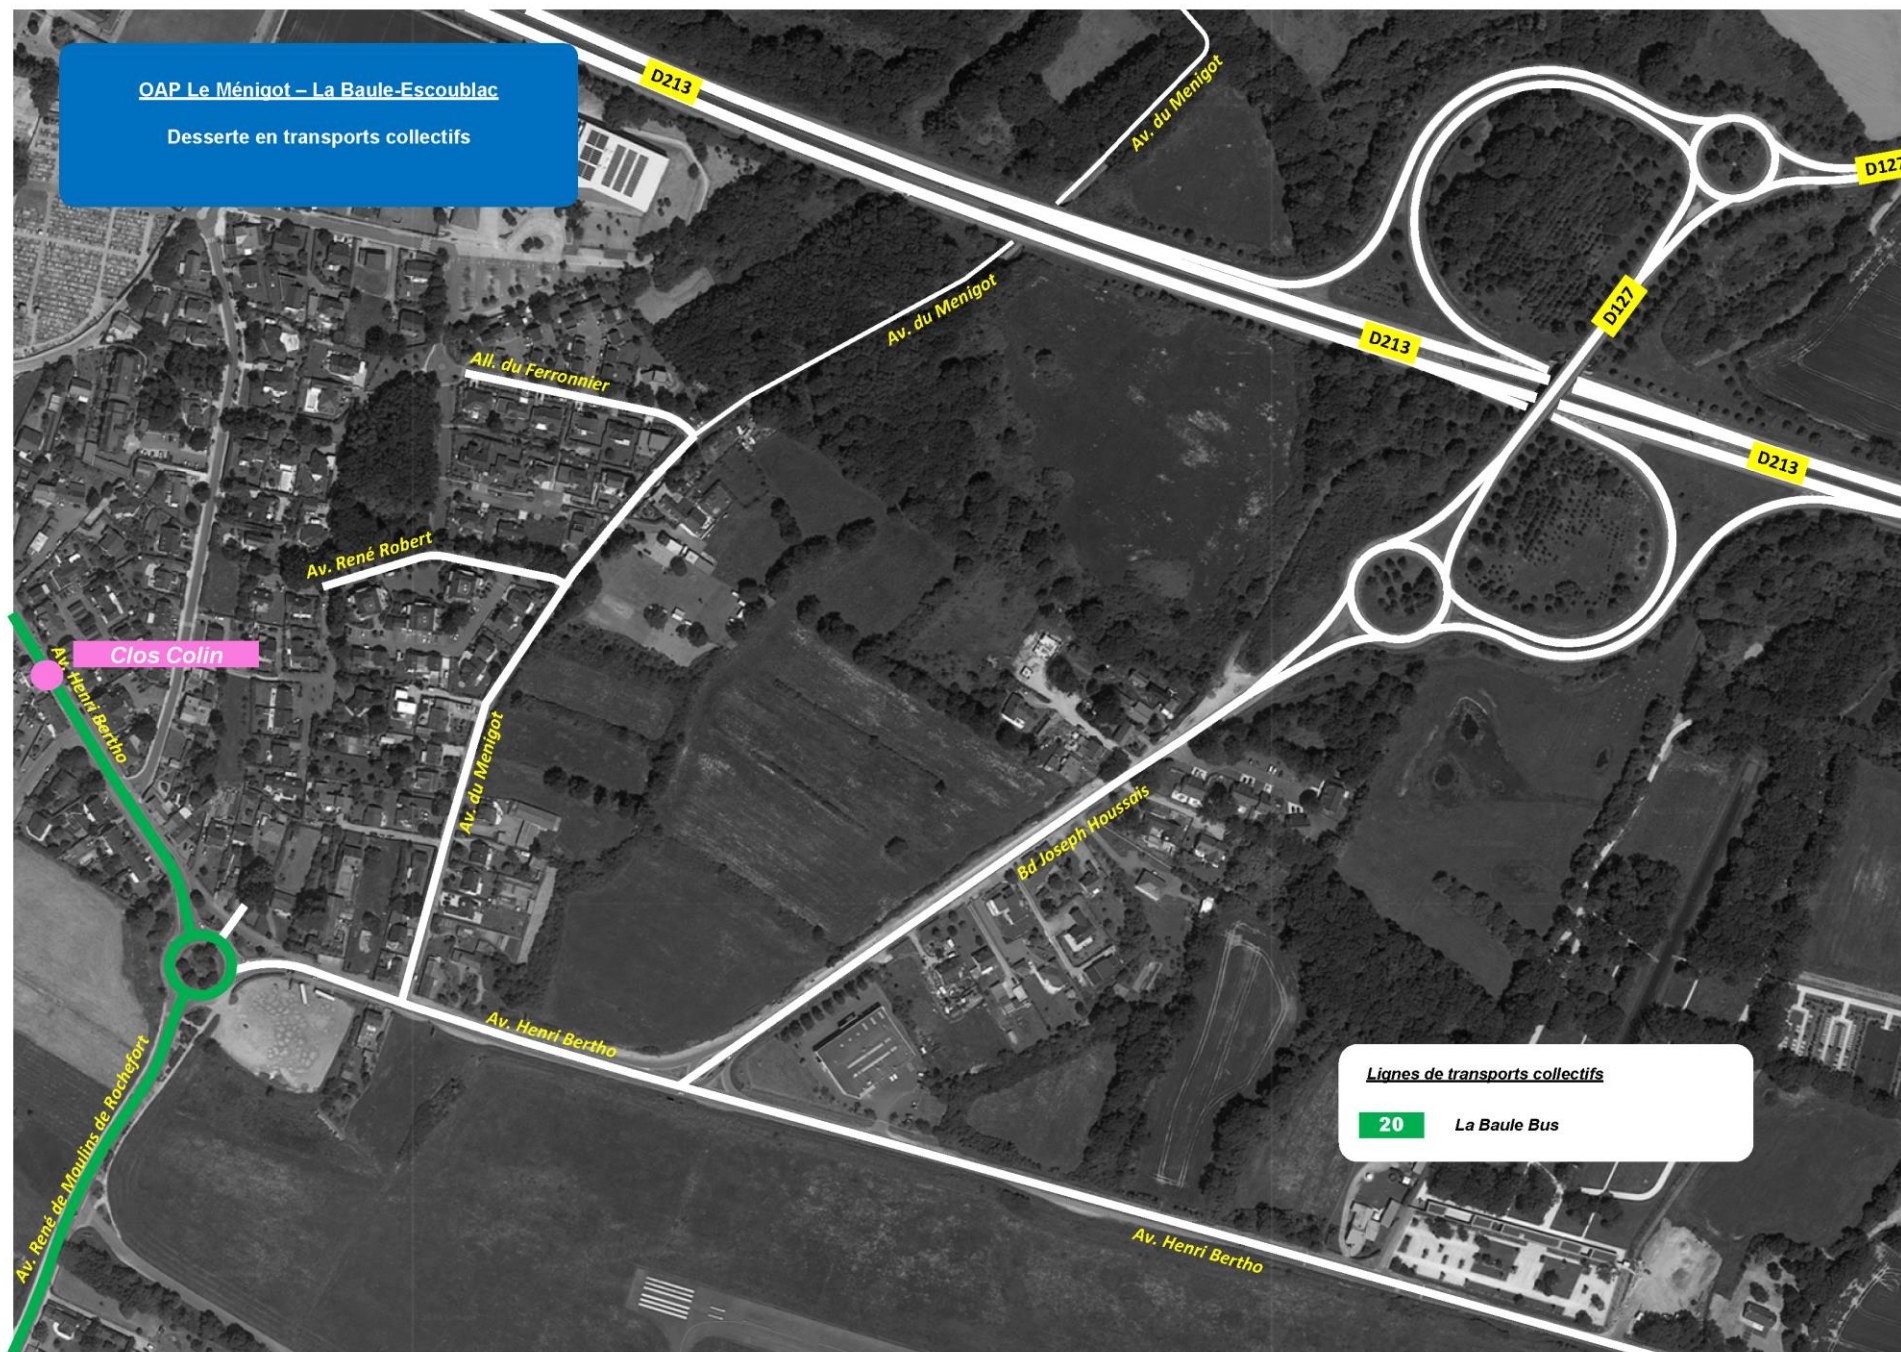 OAP Le Ménigot – La Baule-Escoublac
Desserte en transports collectifs
D213
Av. du Menigot
D127
Av. du Menigot
D127
D213
All. du Ferronnier
D213
Av. René Robert
Clos Colin
Av. Henri Bertho
Av. du Menigot
Bd Joseph Houssais
Av. Henri Bertho
Av. René de Moulins de Rochefort
Lignes de transports collectifs
20 La Baule Bus
Av. Henri Bertho